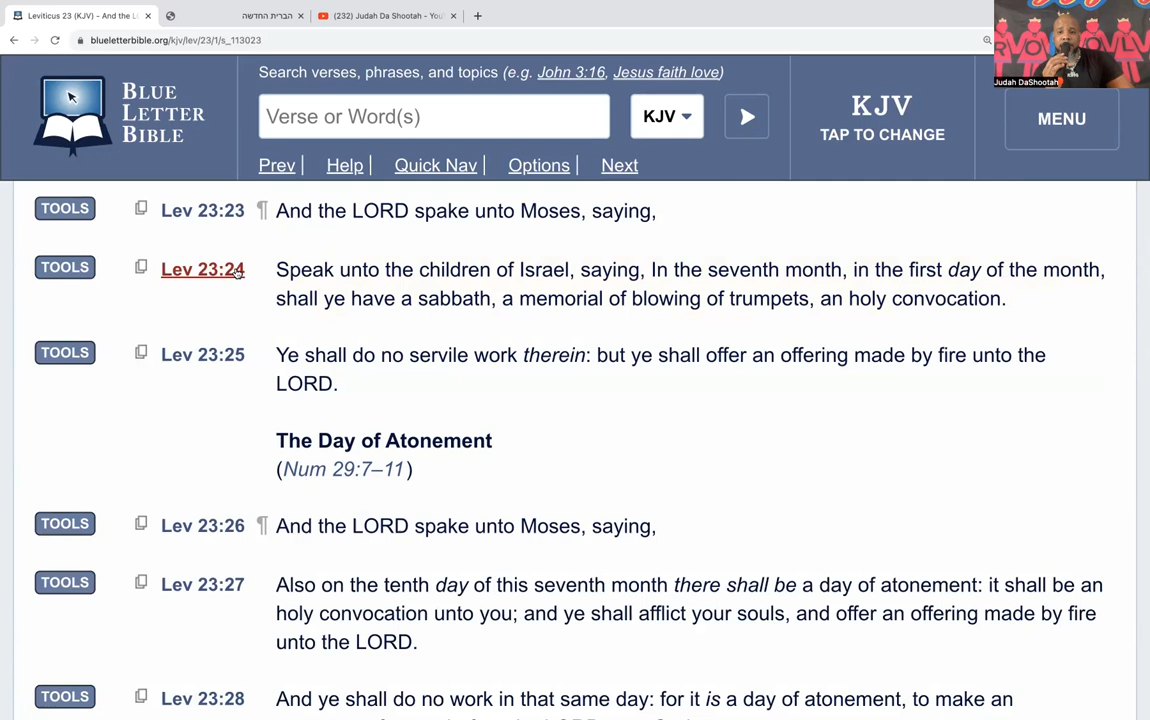 Leviticus 23 (KJV) - And the L
הברית החדשה
(232) Judah Da Shootah - You
blueletterbible.org/kjv/lev/23/1/s_113023
Judah DaShootah
BLUE
LETTER
BIBLE
Search verses, phrases, and topics (e.g. John 3:16, Jesus faith love)
Verse or Word(s)
KJV
Prev | Help | Quick Nav | Options | Next
KJV
TAP TO CHANGE
MENU
TOOLS Lev 23:23 ¶ And the LORD spake unto Moses, saying,
TOOLS Lev 23:24 Speak unto the children of Israel, saying, In the seventh month, in the first day of the month,
shall ye have a sabbath, a memorial of blowing of trumpets, an holy convocation.
TOOLS Lev 23:25 Ye shall do no servile work therein: but ye shall offer an offering made by fire unto the
LORD.
The Day of Atonement
(Num 29:7–11)
TOOLS Lev 23:26 ¶ And the LORD spake unto Moses, saying,
TOOLS Lev 23:27 Also on the tenth day of this seventh month there shall be a day of atonement: it shall be an
holy convocation unto you; and ye shall afflict your souls, and offer an offering made by fire
unto the LORD.
TOOLS Lev 23:28 And ye shall do no work in that same day: for it is a day of atonement, to make an